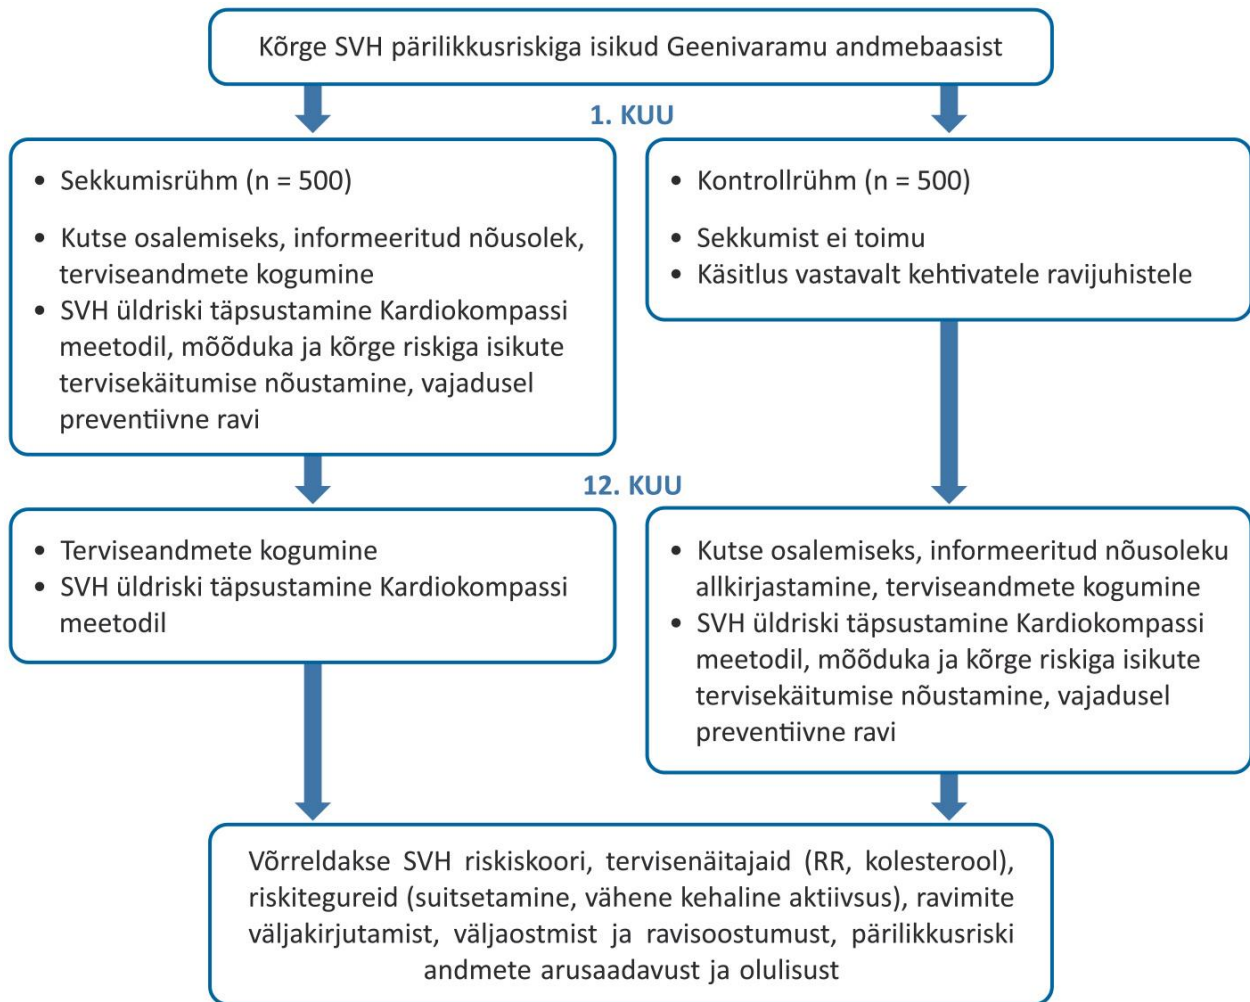 Kõrge SVH pärilikkusriskiga isikud Geenivaramu andmebaasist
1. KUU
• Sekkumisrühm (n = 500)
• Kutse osalemiseks, informeeritud nõusolek,
terviseandmete kogumine
• SVH üldriski täpsustamine Kardiokompassi
meetodil, mõõduka ja kõrge riskiga isikute
tervisekäitumise nõustamine, vajadusel
preventiivne ravi
• Kontrollrühm (n = 500)
• Sekkumist ei toimu
• Käsitlus vastavalt kehtivatele ravijuhistele
12. KUU
• Terviseandmete kogumine
• SVH üldriski täpsustamine Kardiokompassi
meetodil
• Kutse osalemiseks, informeeritud nõusoleku
allkirjastamine, terviseandmete kogumine
• SVH üldriski täpsustamine Kardiokompassi
meetodil, mõõduka ja kõrge riskiga isikute
tervisekäitumise nõustamine, vajadusel
preventiivne ravi
Võrreldakse SVH riskiskoori, tervisenäitajaid (RR, kolesterool),
riskitegureid (suitsetamine, vähene kehaline aktiivsus), ravimite
väljakirjutamist, väljaostmist ja ravisoostumust, pärilikkusriski
andmete arusaadavust ja olulisust